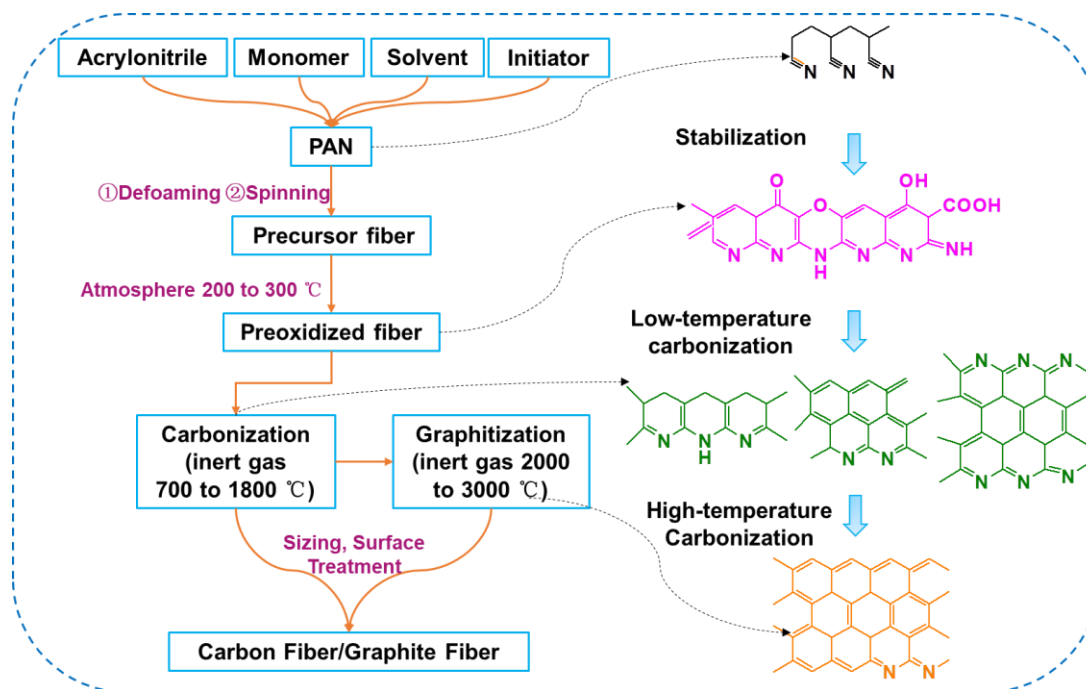 Acrylonitrile
Monomer
Solvent
Initiator
PAN
①Defoaming ②Spinning
Precursor fiber
Atmosphere 200 to 300 ℃
Preoxidized fiber
Carbonization
(inert gas
700 to 1800 ℃)
Graphitization
(inert gas 2000
to 3000 ℃)
Sizing, Surface
Treatment
Carbon Fiber/Graphite Fiber
N N N
Stabilization
O
OH
O
COOH
N N N N N NH
H
Low-temperature
carbonization
N N N
H
N N
N N
N N N
High-temperature
Carbonization
N N